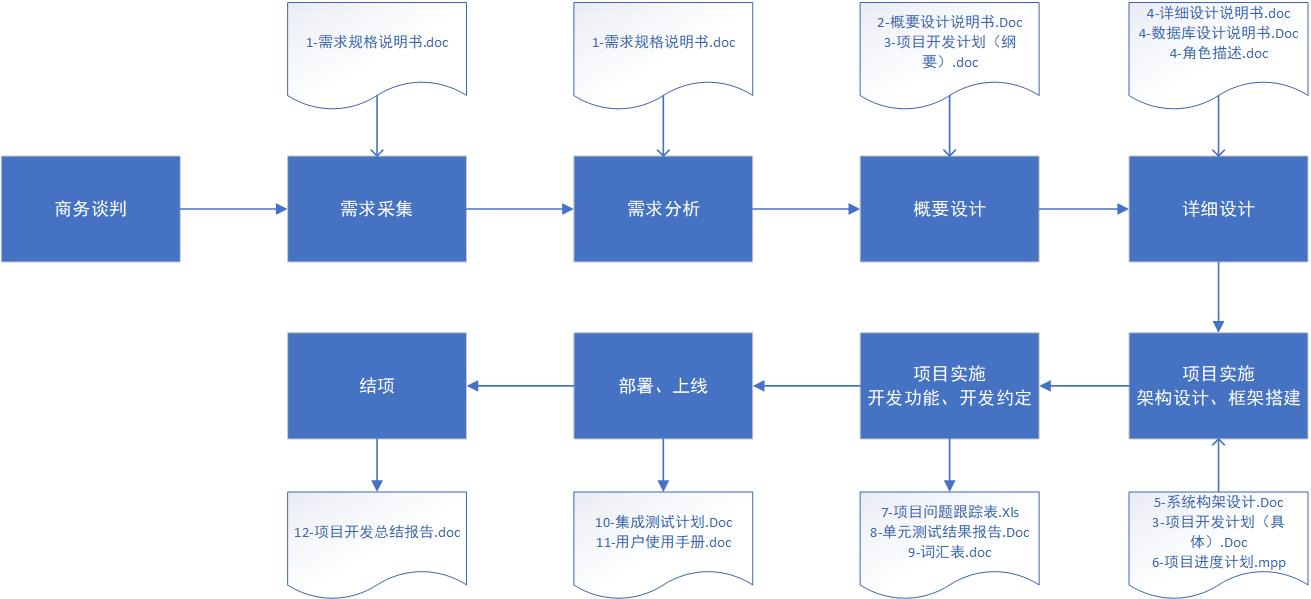 1-需求规格说明书.doc
1-需求规格说明书.doc
2-概要设计说明书.Doc
3-项目开发计划（纲
要）.doc
4-详细设计说明书.doc
4-数据库设计说明书.Doc
4-角色描述.doc
商务谈判
需求采集
需求分析
概要设计
详细设计
结项
部署、上线
项目实施
开发功能、开发约定
项目实施
架构设计、框架搭建
12-项目开发总结报告.doc
10-集成测试计划.Doc
11-用户使用手册.doc
7-项目问题跟踪表.Xls
8-单元测试结果报告.Doc
9-词汇表.doc
5-系统构架设计.Doc
3-项目开发计划（具
体）.Doc
6-项目进度计划.mpp